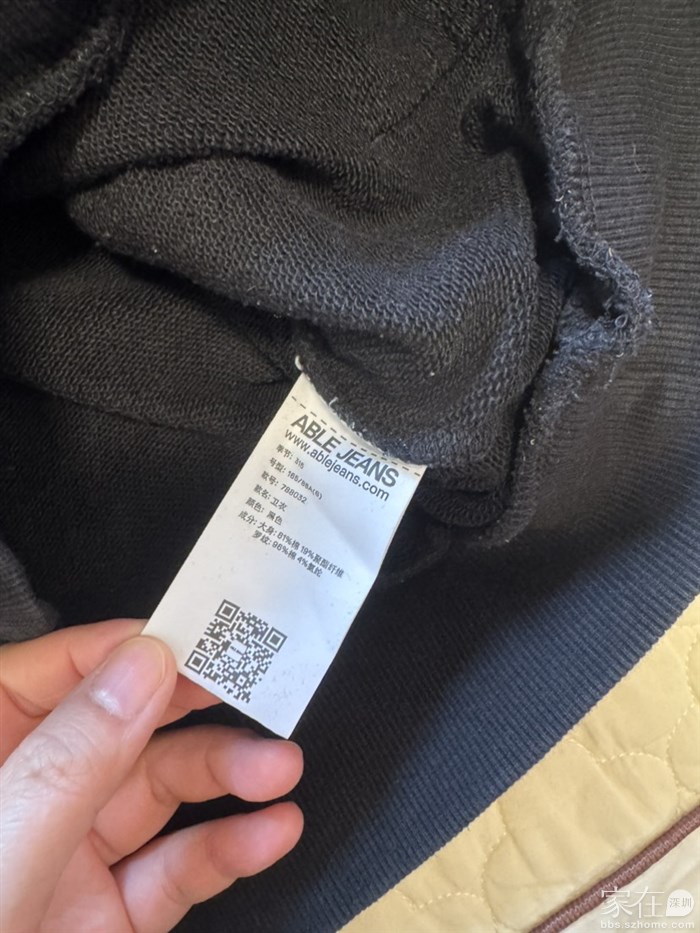 ABLE JEANS
www.ablejeans.com
季节: 315
号型: 165/88A(S)
款号: 788032
款名: 卫衣
颜色: 黑色
成分: 大身: 81%棉 19%聚酯纤维
罗纹: 96%棉 4%氨纶
家在深圳
bbs.szhome.com